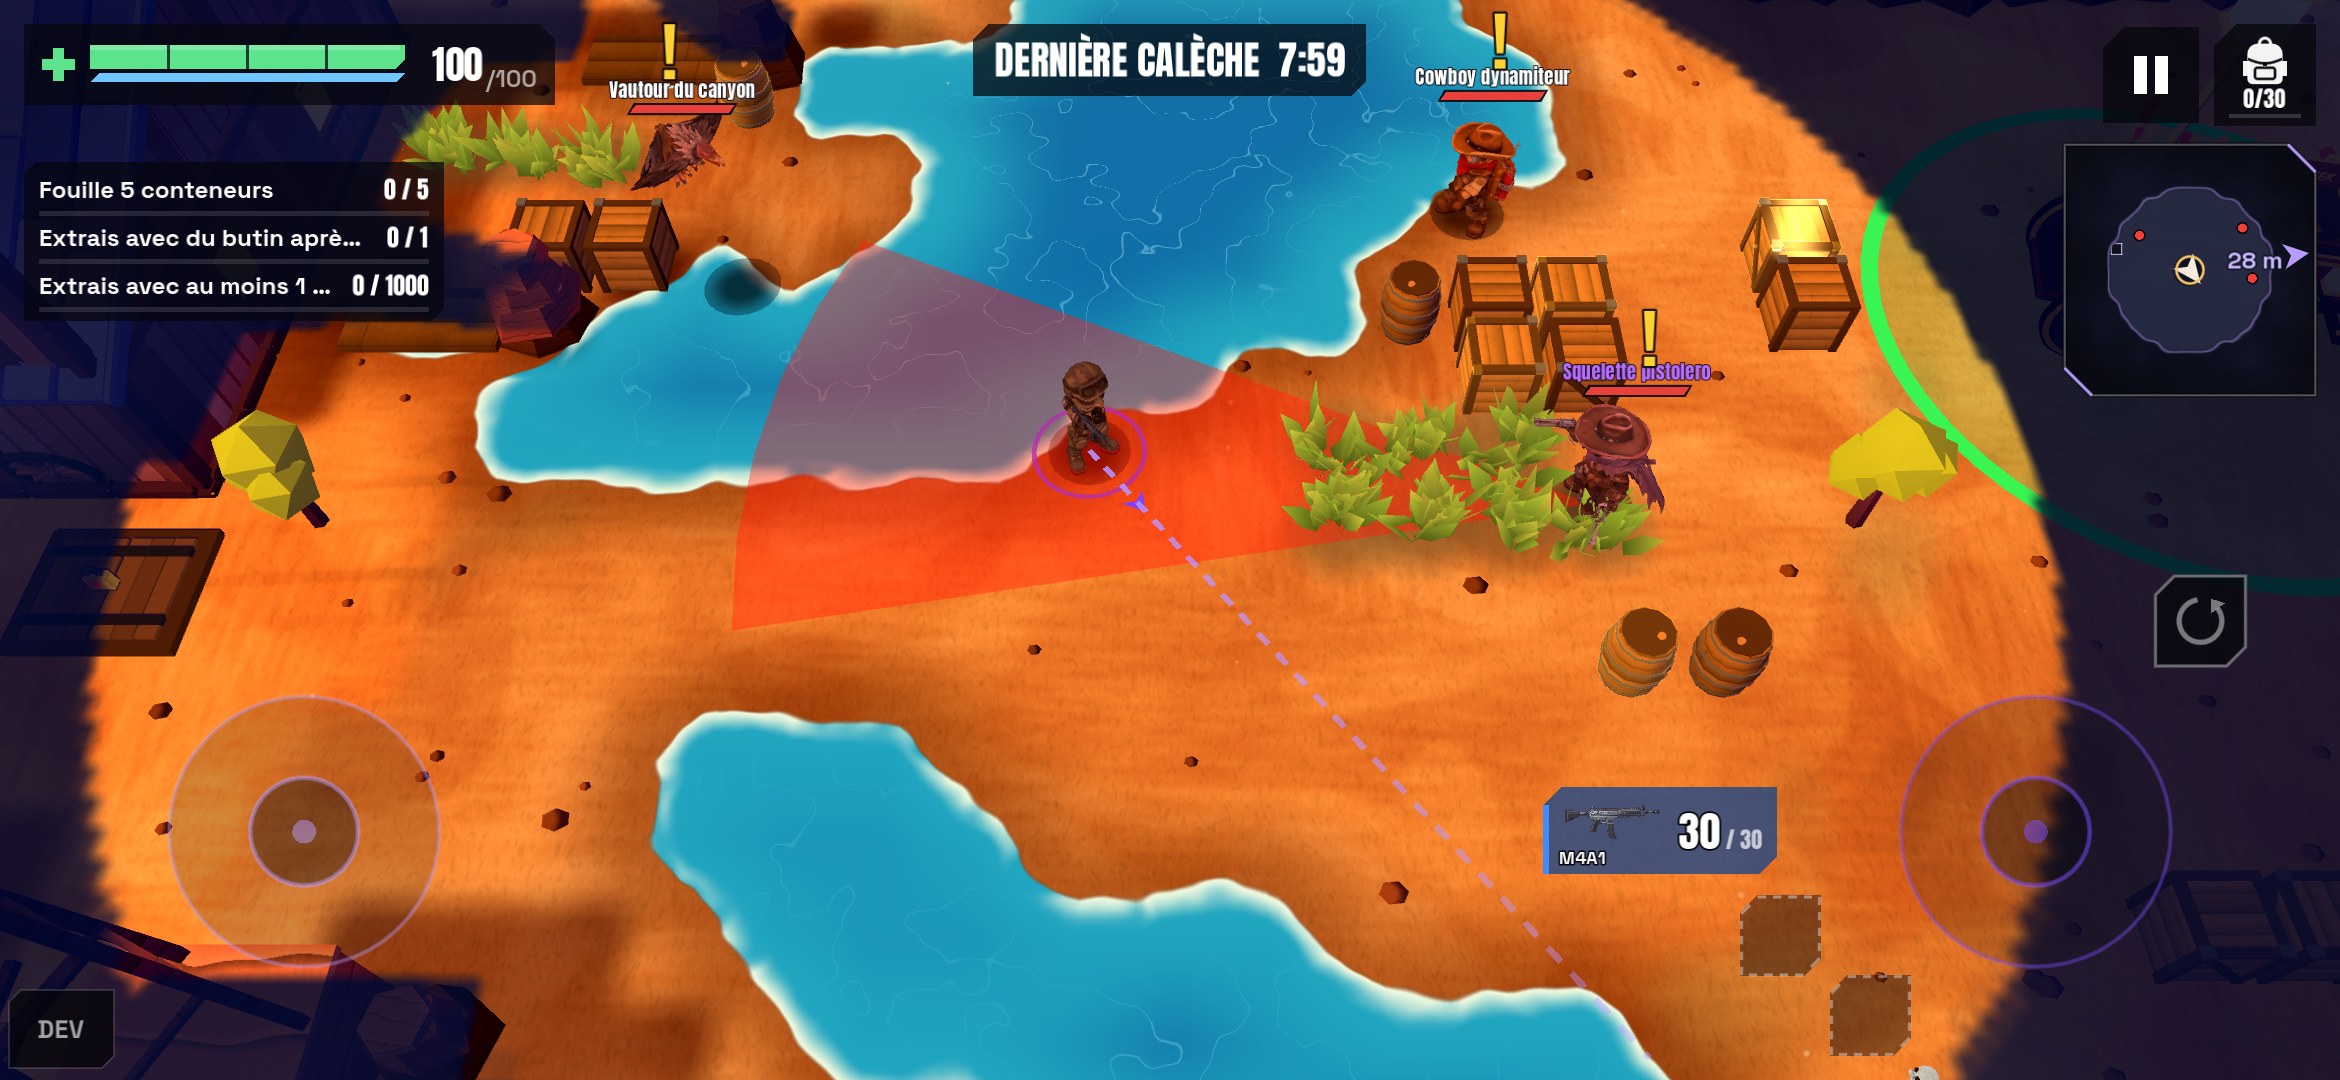 DERNIÈRE CALÈCHE 7:59
100/100
0/30
Vautour du canyon
Cowboy dynamiteur
Fouille 5 conteneurs 0 / 5
Extrais avec du butin aprè... 0 / 1
Extrais avec au moins 1 ... 0 / 1000
28 m
Squelette pistolero
30 / 30
M4A1
DEV